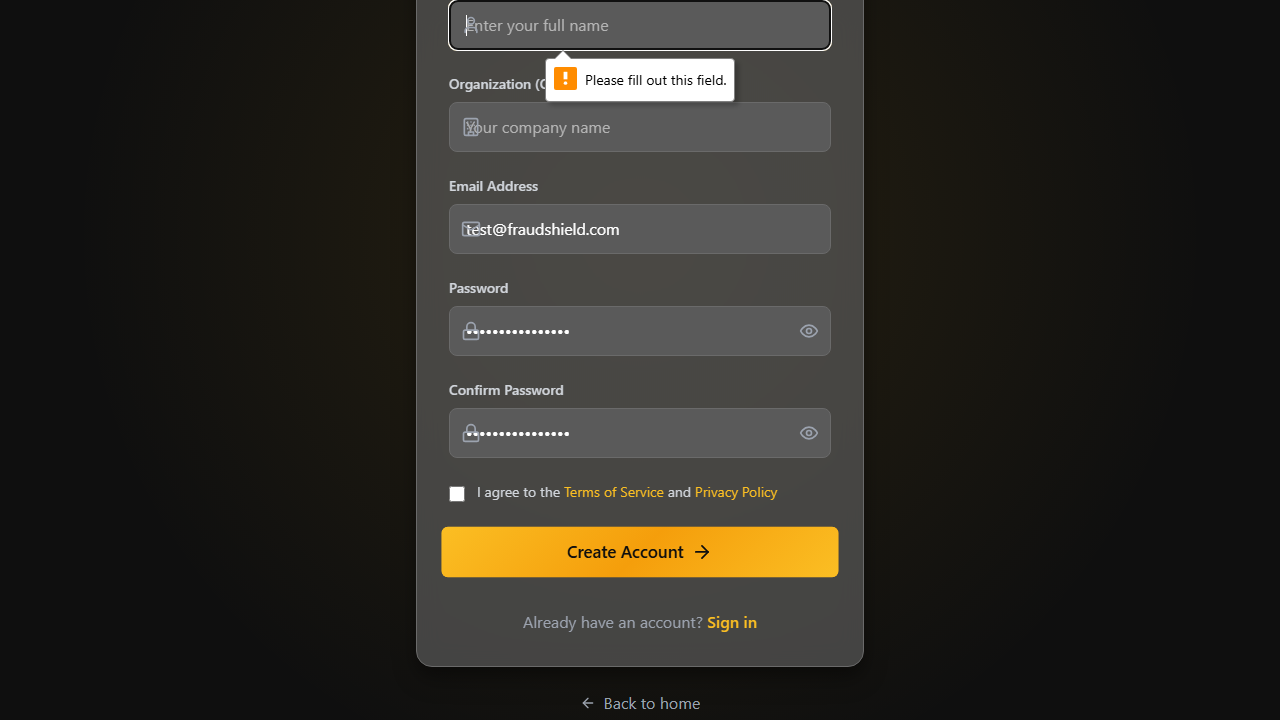 Enter your full name
Please fill out this field.
Organization (O
Your company name
Email Address
test@fraudshield.com
Password
•••••••••••••••
Confirm Password
•••••••••••••••
I agree to the Terms of Service and Privacy Policy
Create Account →
Already have an account? Sign in
← Back to home